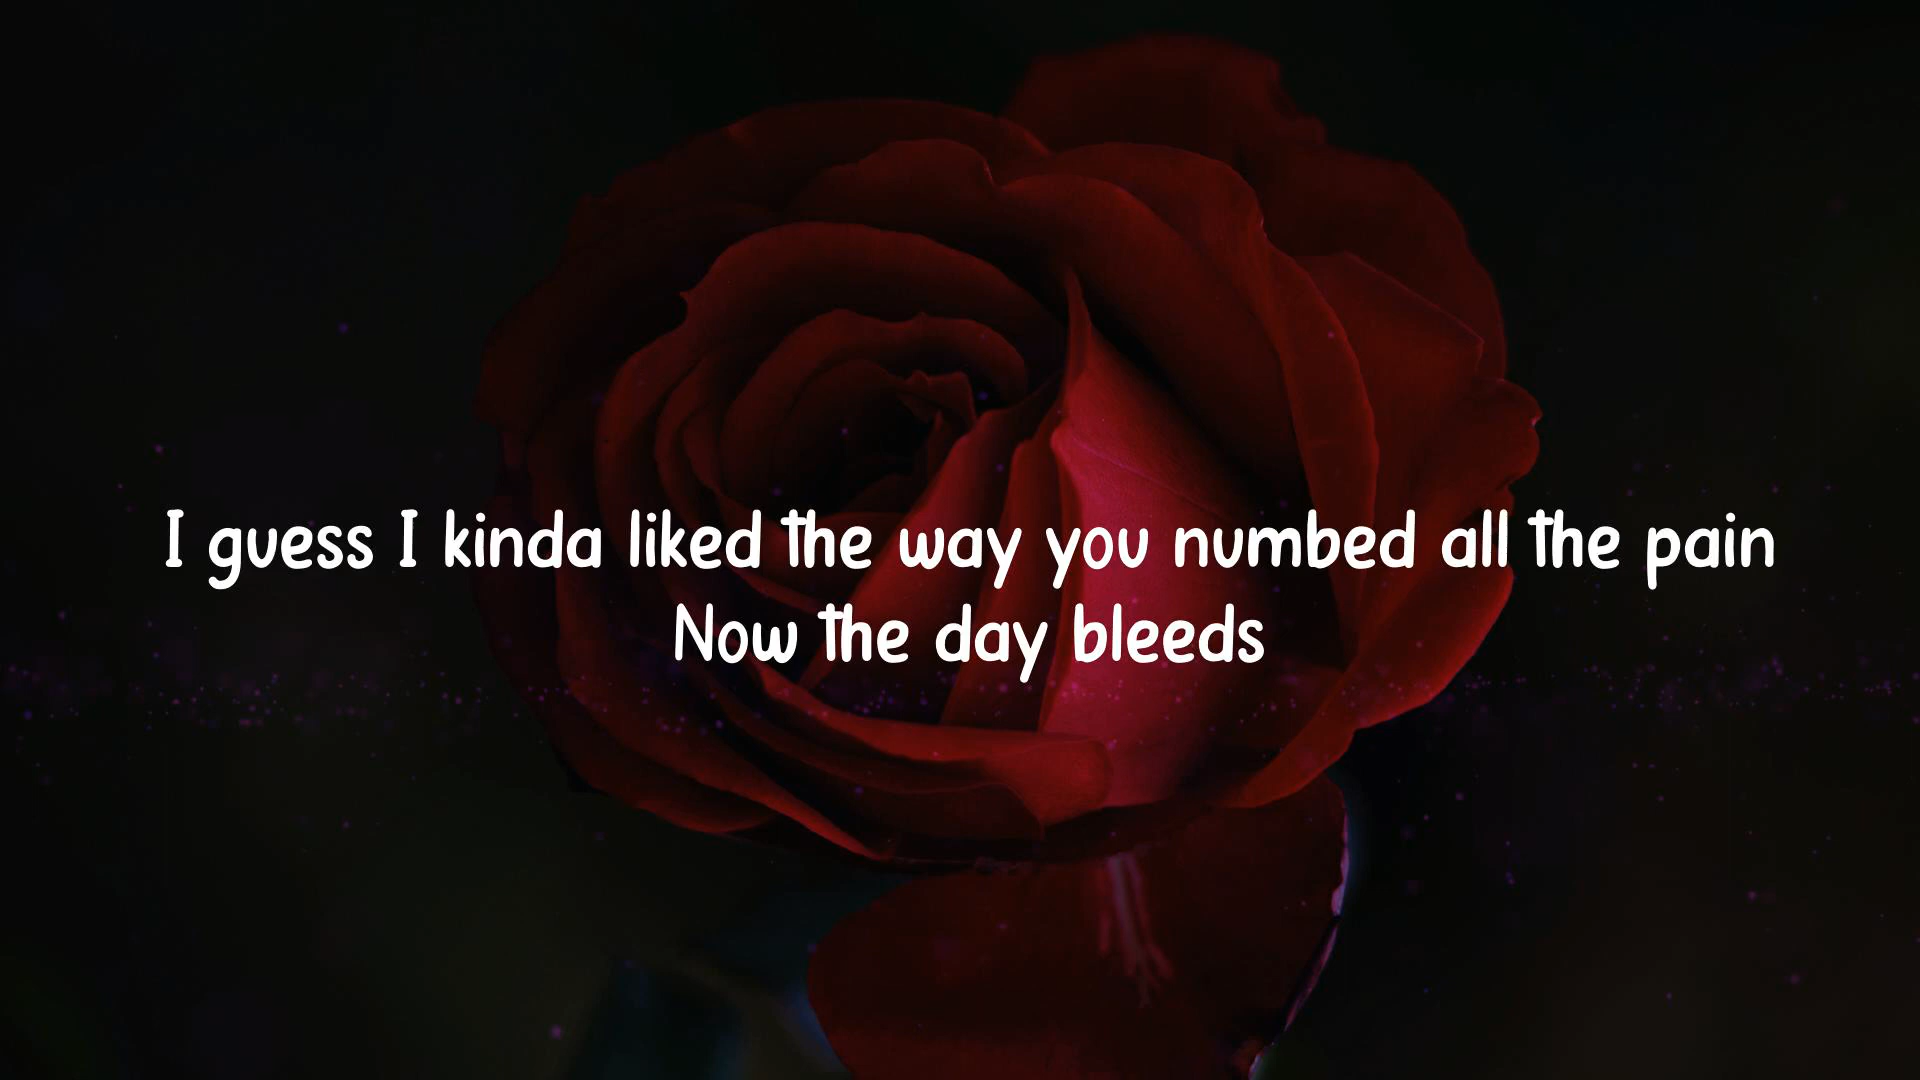 I guess I kinda liked the way you numbed all the pain
Now the day bleeds